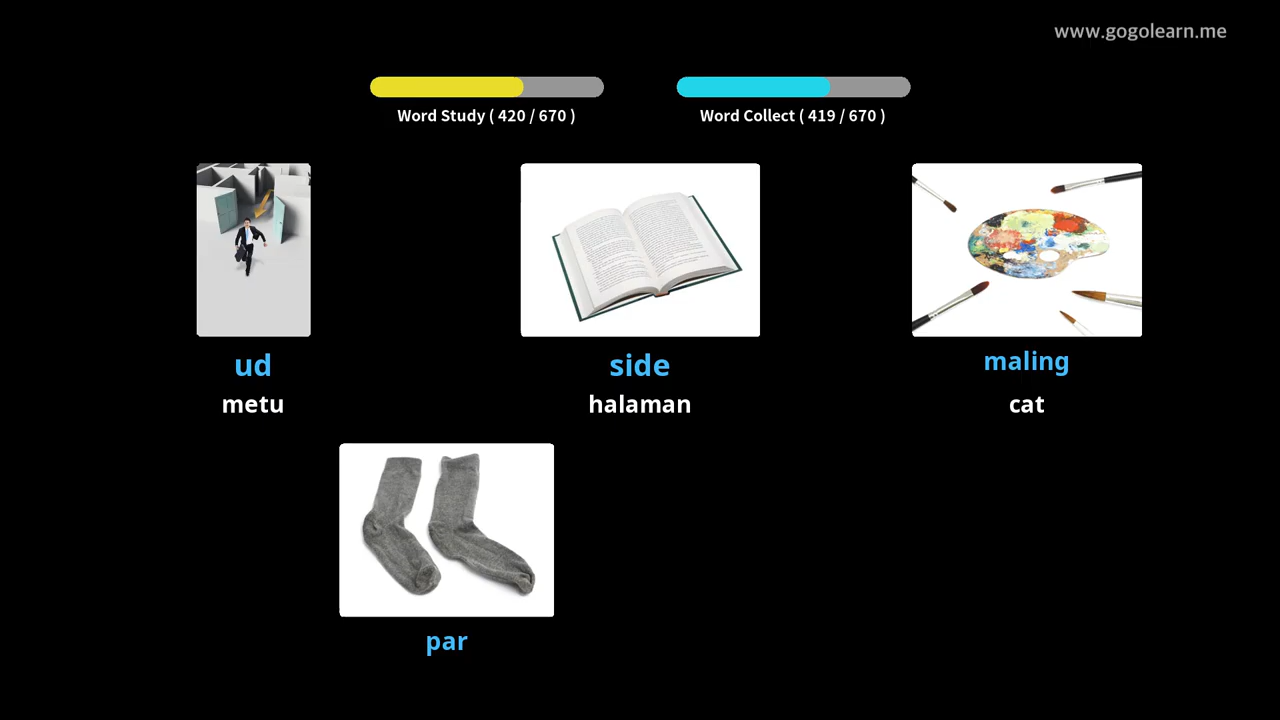 www.gogolearn.me
Word Study ( 420 / 670 )
Word Collect ( 419 / 670 )
ud
metu
side
halaman
maling
cat
par